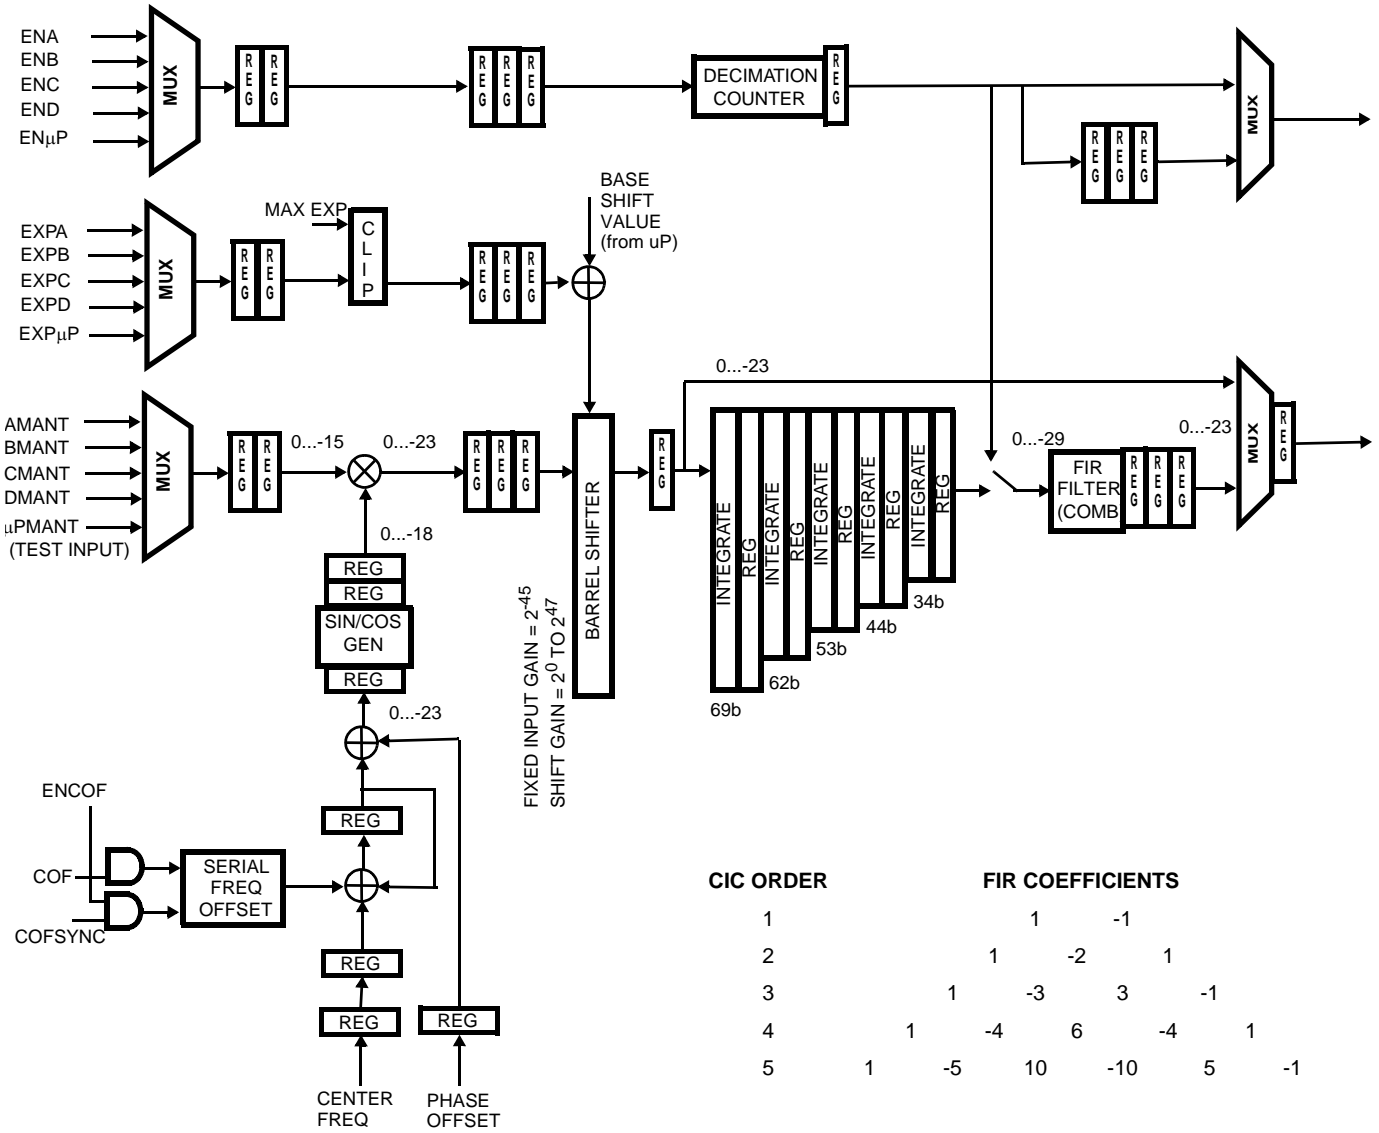 ENA
ENB
ENC
END
ENμP
MUX
REG
REG
REG
REG
REG
DECIMATION
COUNTER
REG
REG
REG
REG
MUX
EXPA
EXPB
EXPC
EXPD
EXPμP
MUX
REG
REG
MAX EXP
CLIP
REG
REG
REG
BASE
SHIFT
VALUE
(from uP)
AMANT
BMANT
CMANT
DMANT
μPMANT
(TEST INPUT)
MUX
REG
REG
0...-15
0...-23
REG
REG
REG
FIXED INPUT GAIN = 2^-45
SHIFT GAIN = 2^0 TO 2^47
BARREL SHIFTER
REG
0...-23
INTEGRATE
REG
INTEGRATE
REG
INTEGRATE
REG
INTEGRATE
REG
INTEGRATE
REG
69b
62b
53b
44b
34b
0...-29
FIR
FILTER
(COMB
REG
REG
REG
0...-23
MUX
REG
0...-18
REG
REG
SIN/COS
GEN
REG
0...-23
REG
ENCOF
COF
COFSYNC
SERIAL
FREQ
OFFSET
REG
REG
REG
CENTER
FREQ
PHASE
OFFSET
CIC ORDER FIR COEFFICIENTS
1 1 -1
2 1 -2 1
3 1 -3 3 -1
4 1 -4 6 -4 1
5 1 -5 10 -10 5 -1